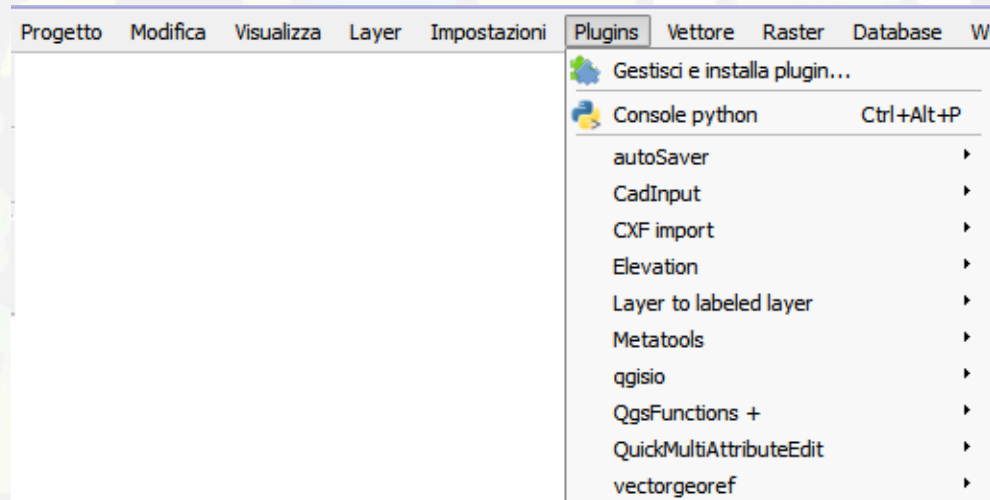 Progetto Modifica Visualizza Layer Impostazioni Plugins Vettore Raster Database
Gestisci e installa plugin...
Console python Ctrl+Alt+P
autoSaver
CadInput
CXF import
Elevation
Layer to labeled layer
Metatools
qgisio
QgsFunctions +
QuickMultiAttributeEdit
vectorgeoref